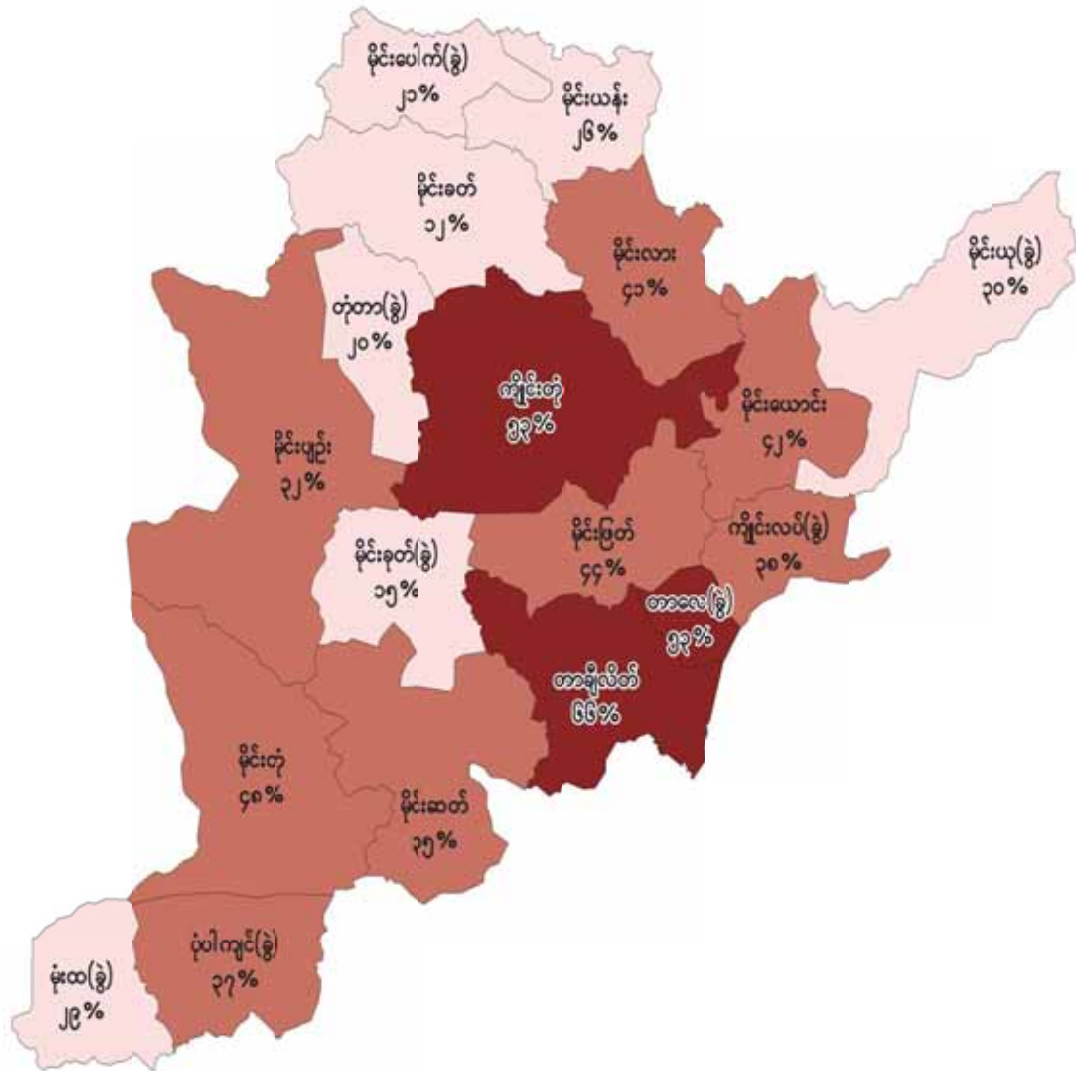 မိုင်းပေါက်(ခွဲ)
၂၁%
မိုင်းယန်း
၂၆%
မိုင်းခတ်
၁၂%
မိုင်းလား
၄၁%
မိုင်းယု(ခွဲ)
၃၀%
တုံတာ(ခွဲ)
၂၀%
ကျိုင်းတုံ
၅၃%
မိုင်းယောင်း
၄၂%
မိုင်းပျဉ်း
၃၂%
မိုင်းဖြတ်
၄၄%
ကျိုင်းလပ်(ခွဲ)
၃၈%
မိုင်းခုတ်(ခွဲ)
၁၅%
တာလေ(ခွဲ)
၅၃%
တာချီလိတ်
၆၆%
မိုင်းတုံ
၄၈%
မိုင်းဆတ်
၃၅%
ပုံပါကျင်(ခွဲ)
၃၇%
မုံးထ(ခွဲ)
၂၉%